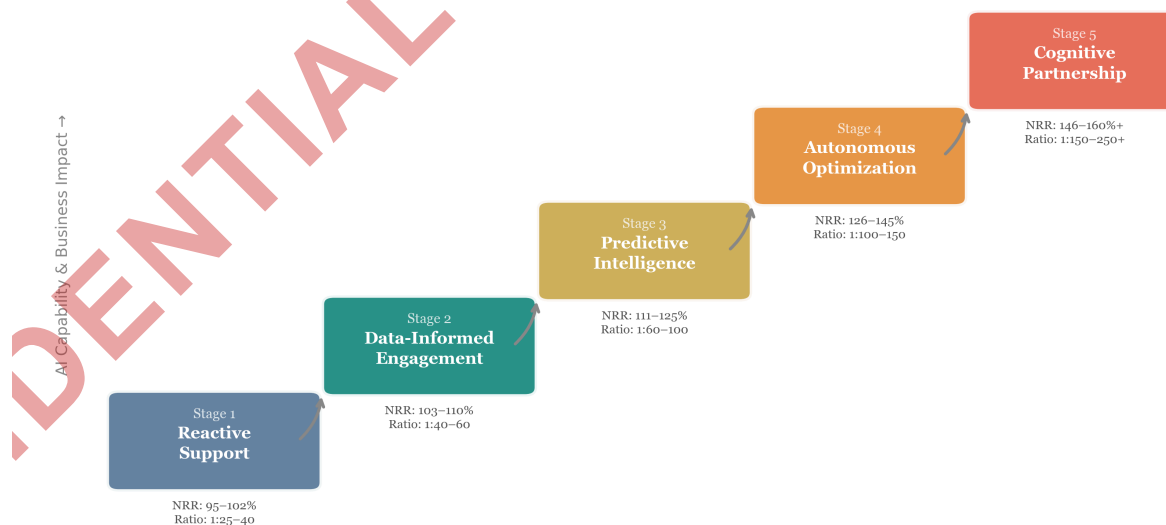 AI Capability & Business Impact →
Stage 1
Reactive
Support
NRR: 95–102%
Ratio: 1:25–40
Stage 2
Data-Informed
Engagement
NRR: 103–110%
Ratio: 1:40–60
Stage 3
Predictive
Intelligence
NRR: 111–125%
Ratio: 1:60–100
Stage 4
Autonomous
Optimization
NRR: 126–145%
Ratio: 1:100–150
Stage 5
Cognitive
Partnership
NRR: 146–160%+
Ratio: 1:150–250+
IDENTIAL